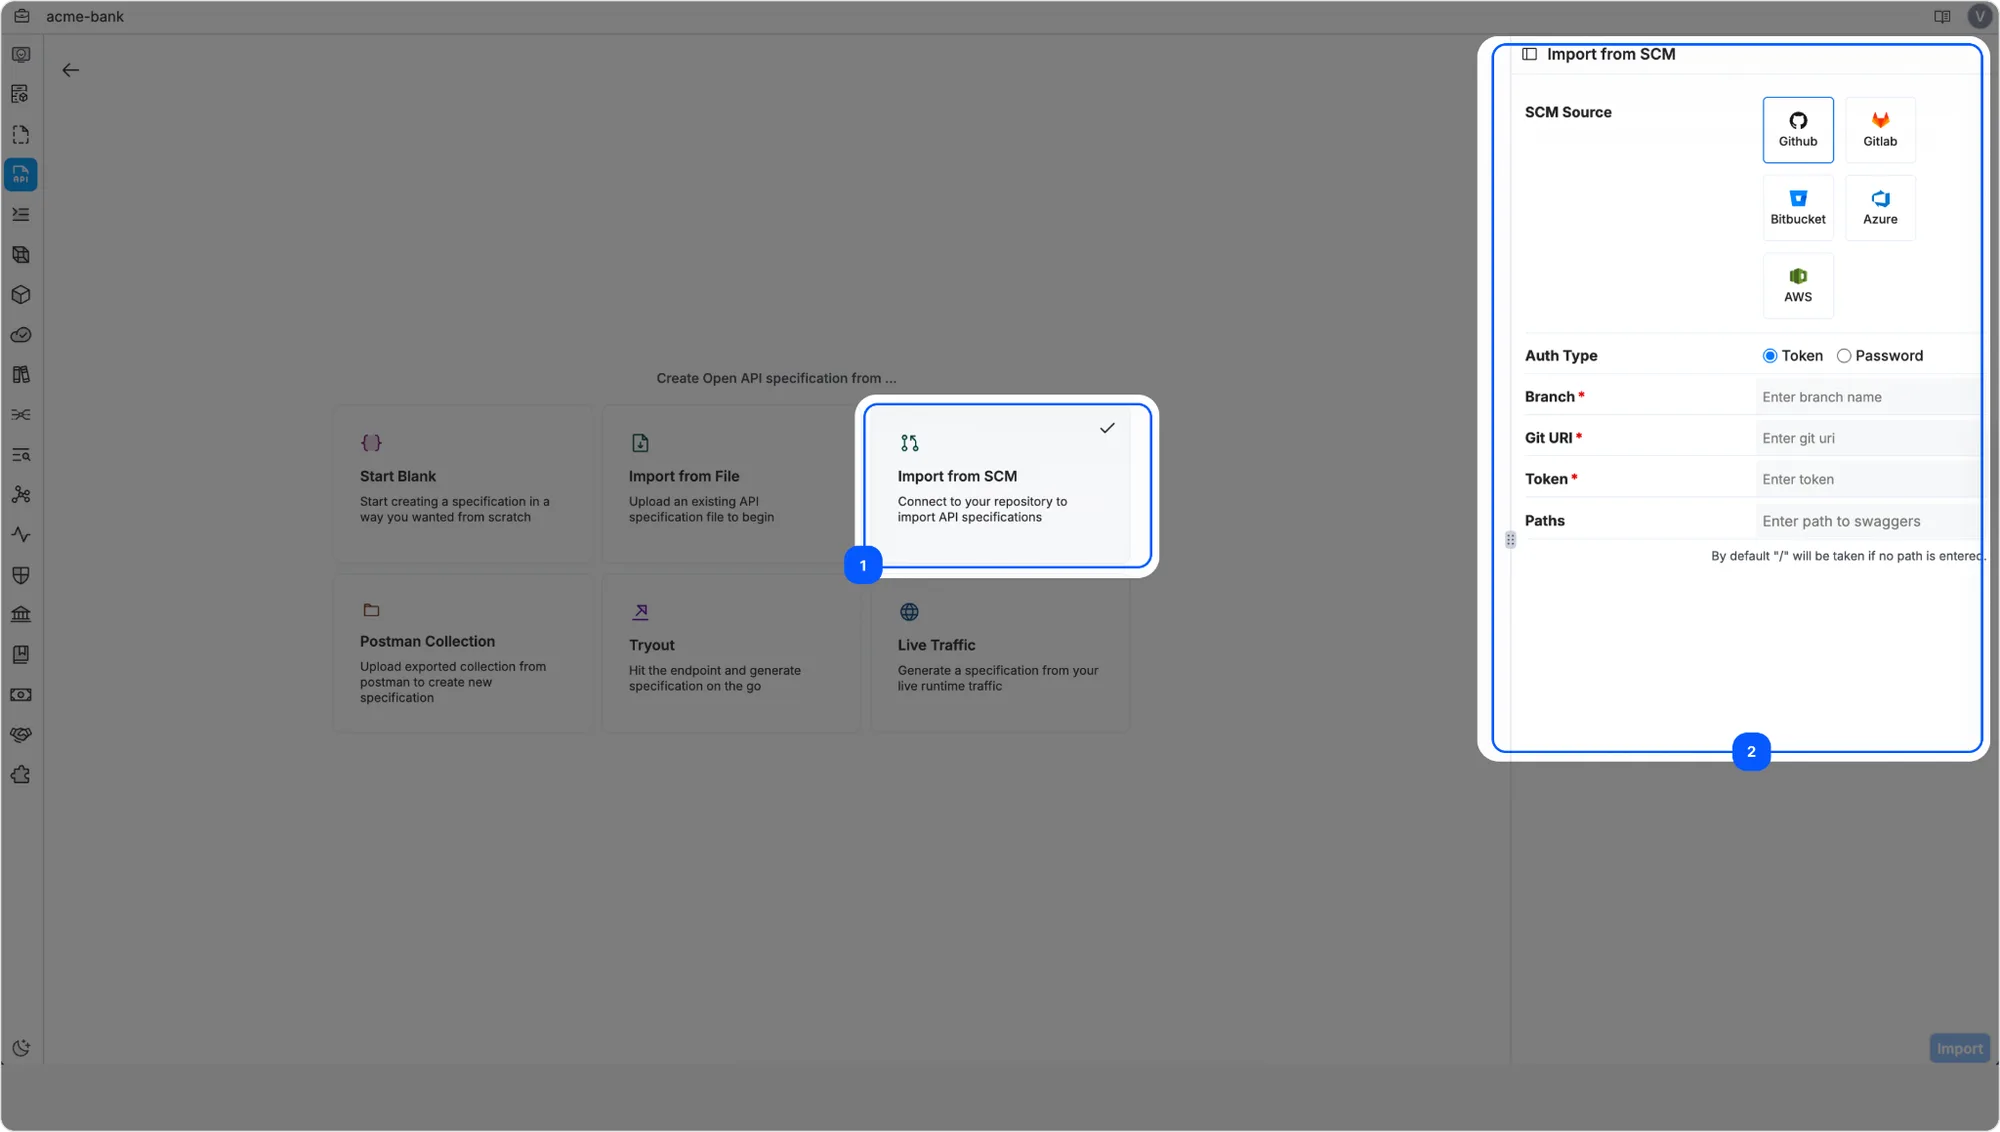 acme-bank
V
API
Create Open API specification from ...
Start Blank
Start creating a specification in a
way you wanted from scratch
Import from File
Upload an existing API
specification file to begin
Import from SCM
Connect to your repository to
import API specifications
1
Postman Collection
Upload exported collection from
postman to create new
specification
Tryout
Hit the endpoint and generate
specification on the go
Live Traffic
Generate a specification from your
live runtime traffic
Import from SCM
SCM Source
Github
Gitlab
Bitbucket
Azure
AWS
Auth Type
Token
Password
Branch*
Enter branch name
Git URI*
Enter git uri
Token*
Enter token
Paths
Enter path to swaggers
By default "/" will be taken if no path is entered.
2
Import